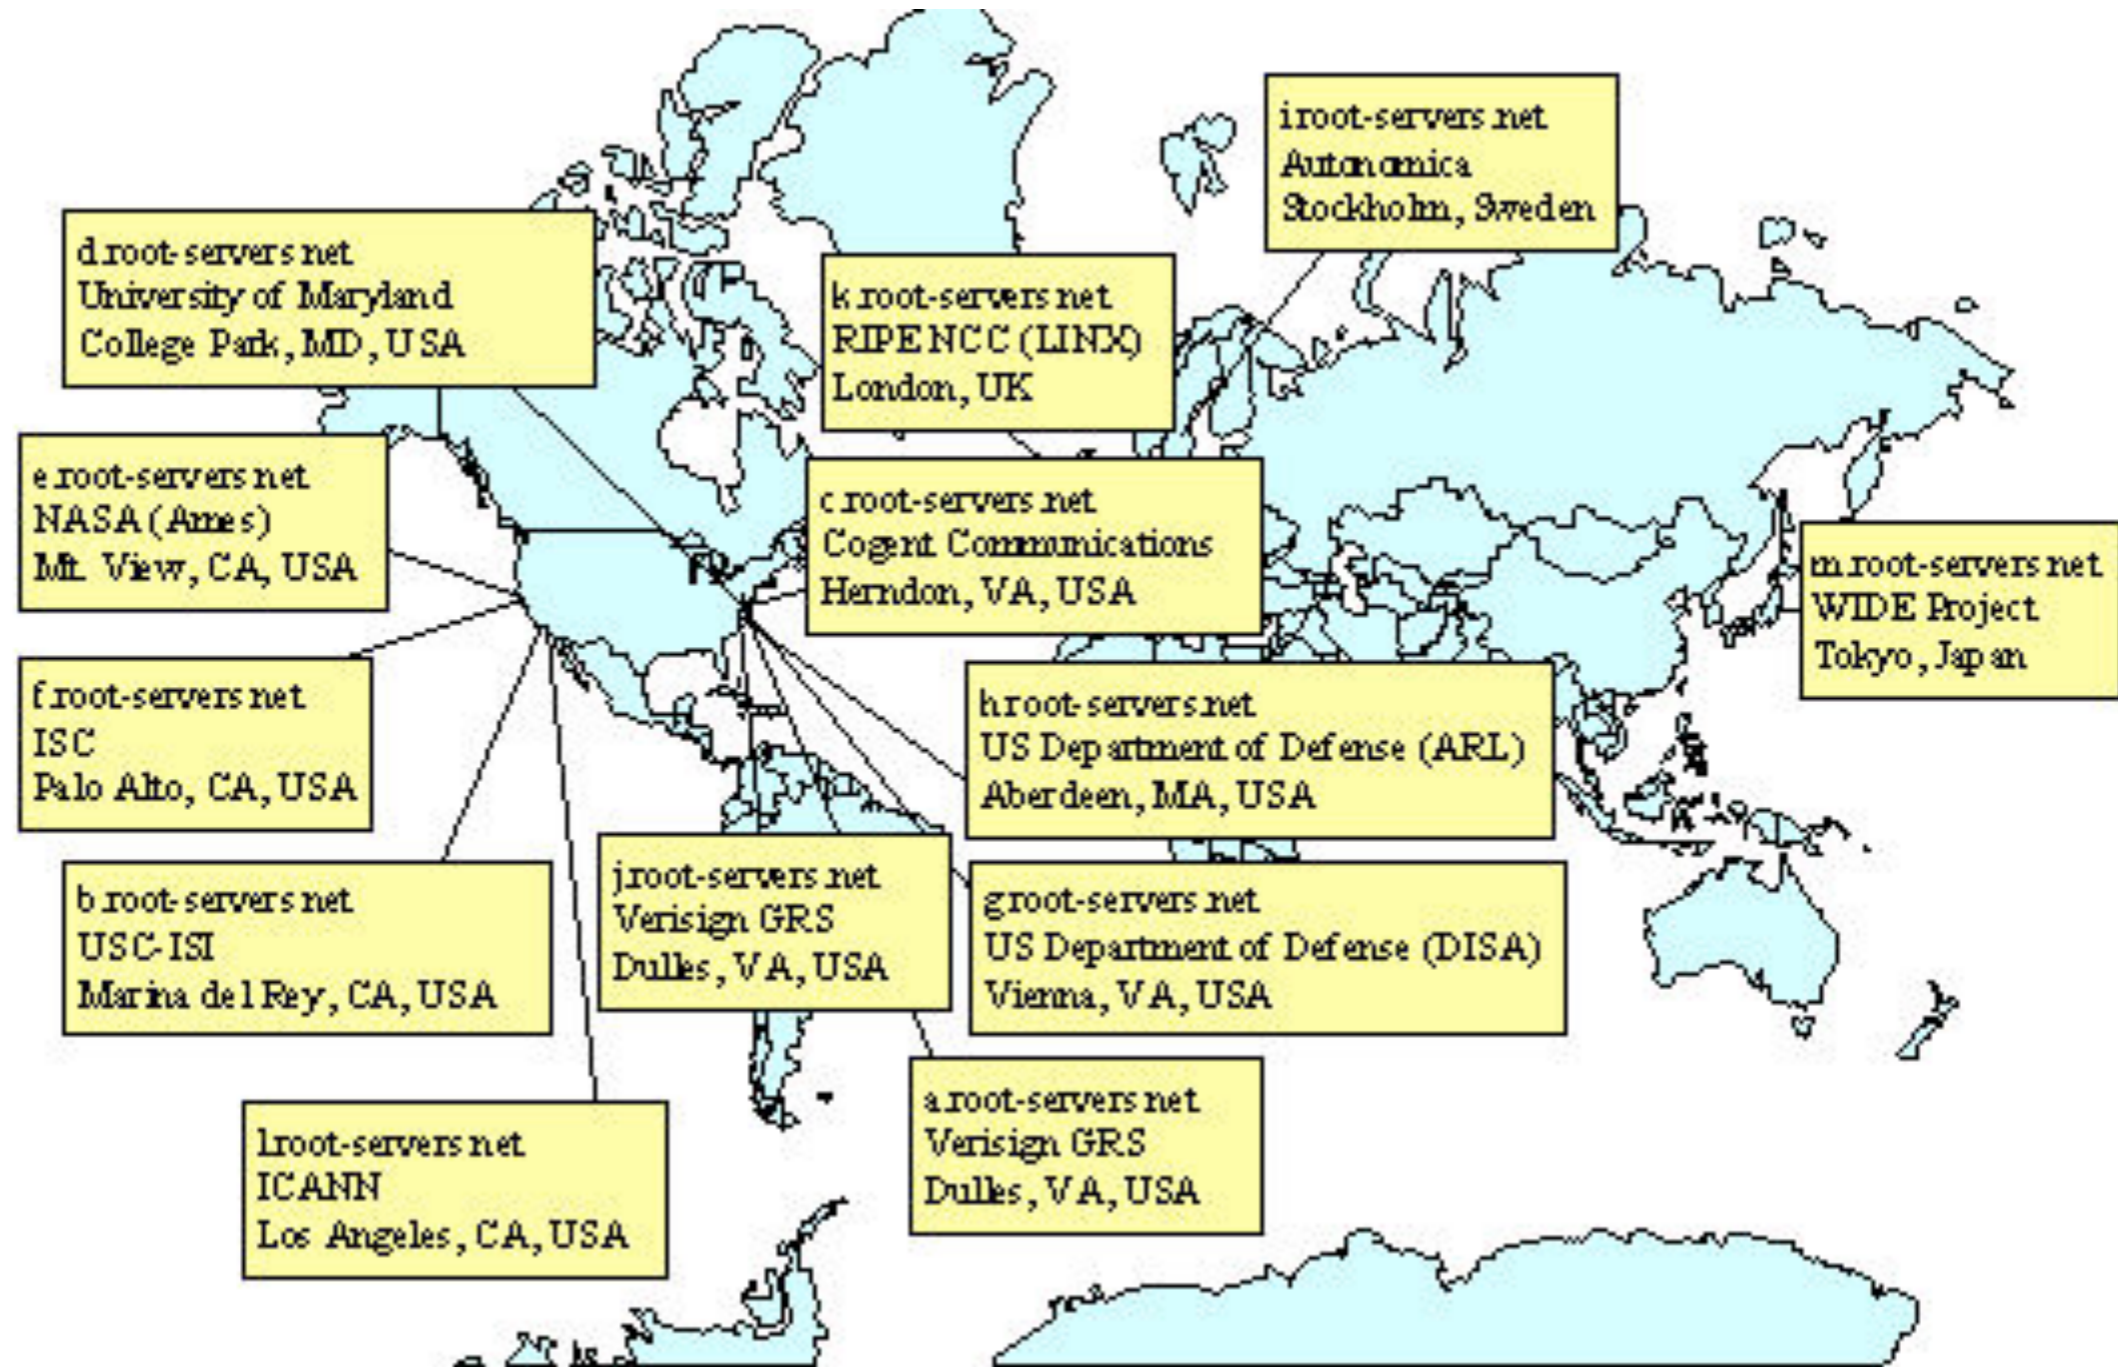 i.root-servers.net
Autonomica
Stockholm, Sweden
d.root-servers.net
University of Maryland
College Park, MD, USA
k.root-servers.net
RIPE NCC (LINX)
London, UK
e.root-servers.net
NASA (Ames)
Mt. View, CA, USA
c.root-servers.net
Cogent Communications
Herndon, VA, USA
m.root-servers.net
WIDE Project
Tokyo, Japan
f.root-servers.net
ISC
Palo Alto, CA, USA
h.root-servers.net
US Department of Defense (ARL)
Aberdeen, MA, USA
b.root-servers.net
USC-ISI
Marina del Rey, CA, USA
j.root-servers.net
Verisign GRS
Dulles, VA, USA
g.root-servers.net
US Department of Defense (DISA)
Vienna, VA, USA
l.root-servers.net
ICANN
Los Angeles, CA, USA
a.root-servers.net
Verisign GRS
Dulles, VA, USA